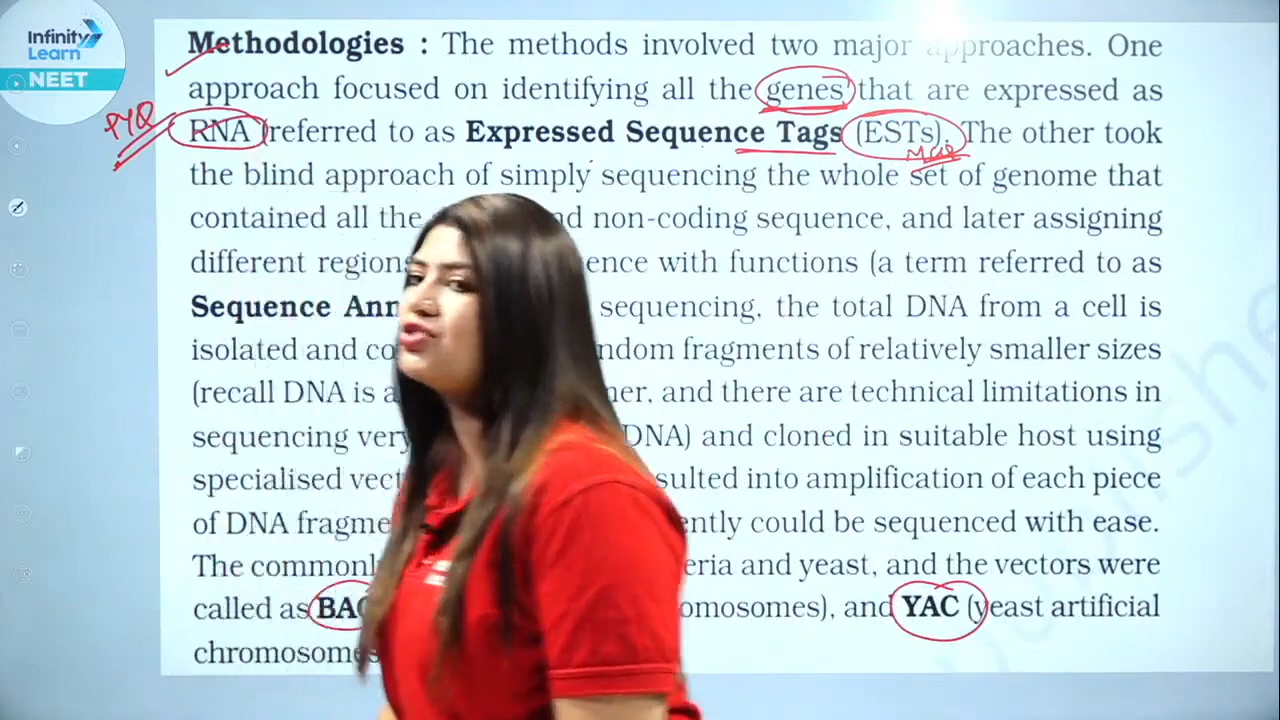 Infinity
Learn
NEET
Methodologies : The methods involved two major approaches. One
approach focused on identifying all the genes that are expressed as
PYQ
RNA (referred to as Expressed Sequence Tags (ESTs). The other took
the blind approach of simply sequencing the whole set of genome that
contained all the nd non-coding sequence, and later assigning
different regions ence with functions (a term referred to as
Sequence Ann sequencing, the total DNA from a cell is
isolated and co ndom fragments of relatively smaller sizes
(recall DNA is a ner, and there are technical limitations in
sequencing very DNA) and cloned in suitable host using
specialised vect sulted into amplification of each piece
of DNA fragme ently could be sequenced with ease.
The commonl eria and yeast, and the vectors were
called as BAC omosomes), and YAC (yeast artificial
chromosomes